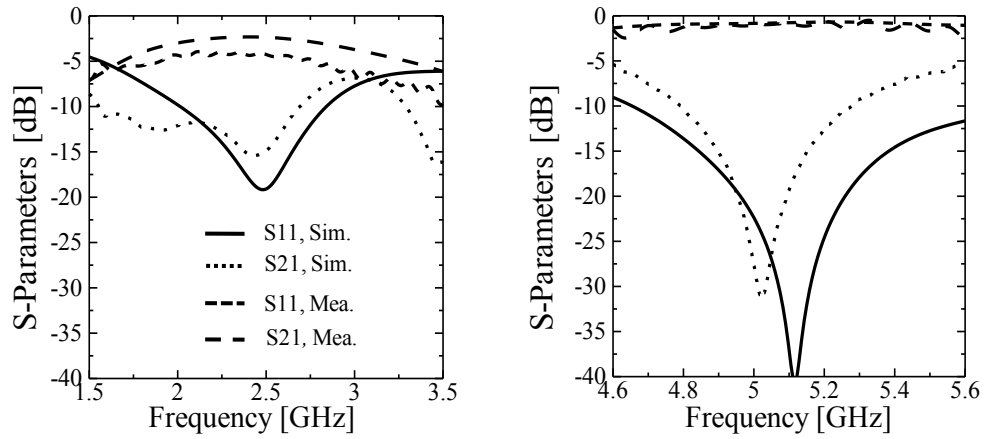 0
-5
-10
-15
-20
-25
-30
-35
-40
S-Parameters [dB]
S11, Sim.
S21, Sim.
S11, Mea.
S21, Mea.
1.5 2 2.5 3 3.5
Frequency [GHz]
0
-5
-10
-15
-20
-25
-30
-35
-40
S-Parameters [dB]
4.6 4.8 5 5.2 5.4 5.6
Frequency [GHz]